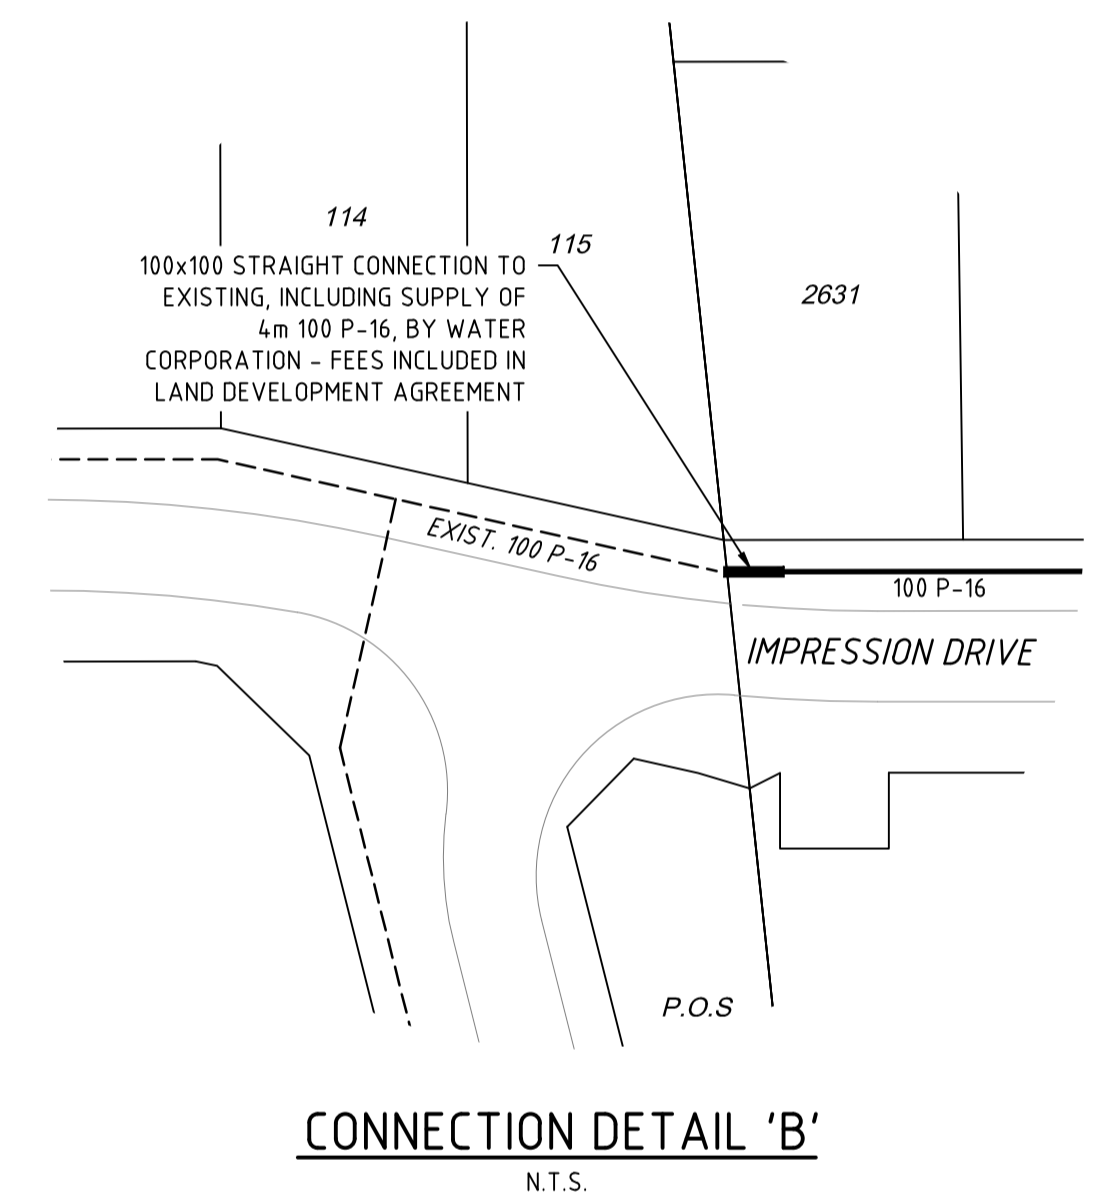 114
115
100x100 STRAIGHT CONNECTION TO
EXISTING, INCLUDING SUPPLY OF
4m 100 P-16, BY WATER
CORPORATION - FEES INCLUDED IN
LAND DEVELOPMENT AGREEMENT
2631
EXIST. 100 P-16
100 P-16
IMPRESSION DRIVE
P.O.S
CONNECTION DETAIL 'B'
N.T.S.